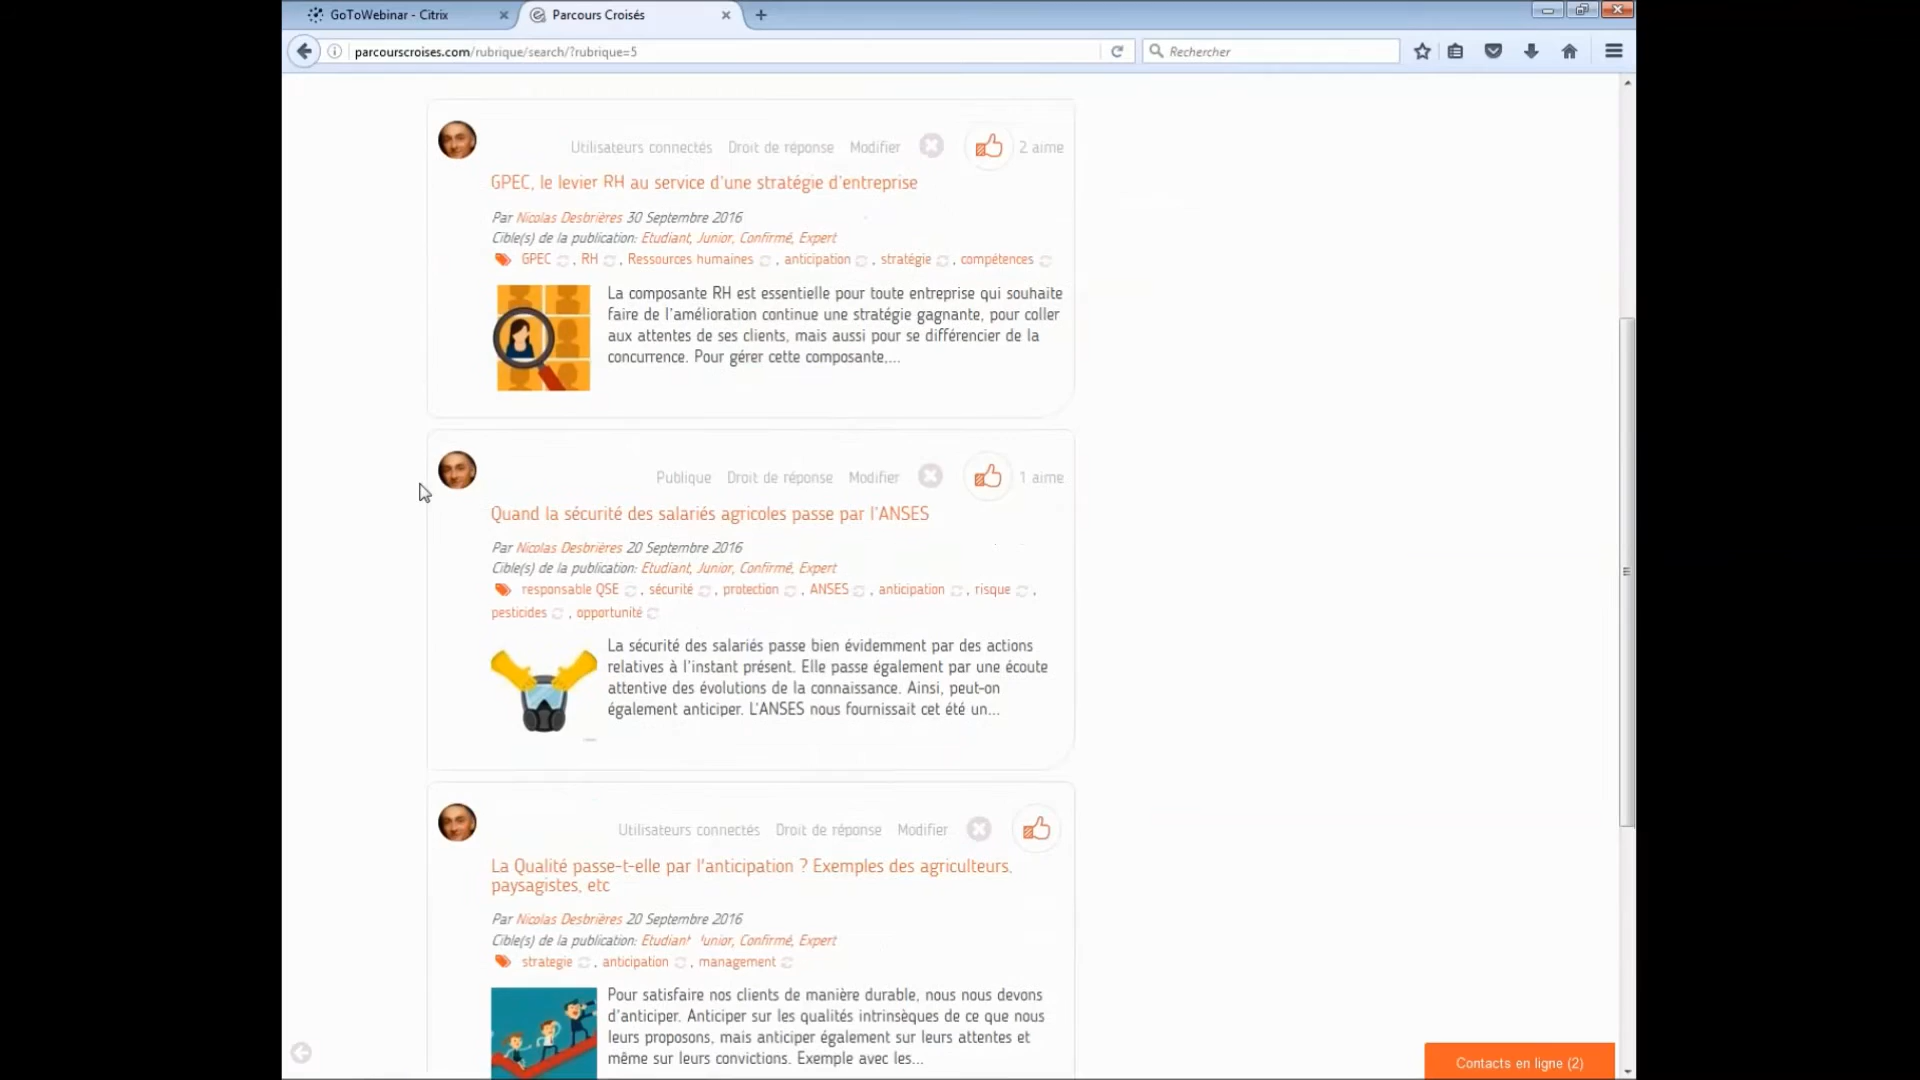 GoToWebinar - Citrix
Parcours Croisés
parcourscroises.com/rubrique/search/?rubrique=5
Rechercher
Utilisateurs connectés Droit de réponse Modifier 2 aime
GPEC, le levier RH au service d'une stratégie d'entreprise
Par Nicolas Desbrières 30 Septembre 2016
Cible(s) de la publication: Etudiant, Junior, Confirmé, Expert
GPEC , RH , Ressources humaines , anticipation , stratégie , compétences
La composante RH est essentielle pour toute entreprise qui souhaite
faire de l'amélioration continue une stratégie gagnante, pour coller
aux attentes de ses clients, mais aussi pour se différencier de la
concurrence. Pour gérer cette composante,...
Publique Droit de réponse Modifier 1 aime
Quand la sécurité des salariés agricoles passe par l'ANSES
Par Nicolas Desbrières 20 Septembre 2016
Cible(s) de la publication: Etudiant, Junior, Confirmé, Expert
responsable QSE , sécurité , protection , ANSES , anticipation , risque ,
pesticides , opportunité
La sécurité des salariés passe bien évidemment par des actions
relatives à l'instant présent. Elle passe également par une écoute
attentive des évolutions de la connaissance. Ainsi, peut-on
également anticiper. L'ANSES nous fournissait cet été un...
Utilisateurs connectés Droit de réponse Modifier
La Qualité passe-t-elle par l'anticipation ? Exemples des agriculteurs,
paysagistes, etc
Par Nicolas Desbrières 20 Septembre 2016
Cible(s) de la publication: Etudiant Junior, Confirmé, Expert
strategie , anticipation , management
Pour satisfaire nos clients de manière durable, nous nous devons
d'anticiper. Anticiper sur les qualités intrinsèques de ce que nous
leurs proposons, mais anticiper également sur leurs attentes et
même sur leurs convictions. Exemple avec les...
Contacts en ligne (2)